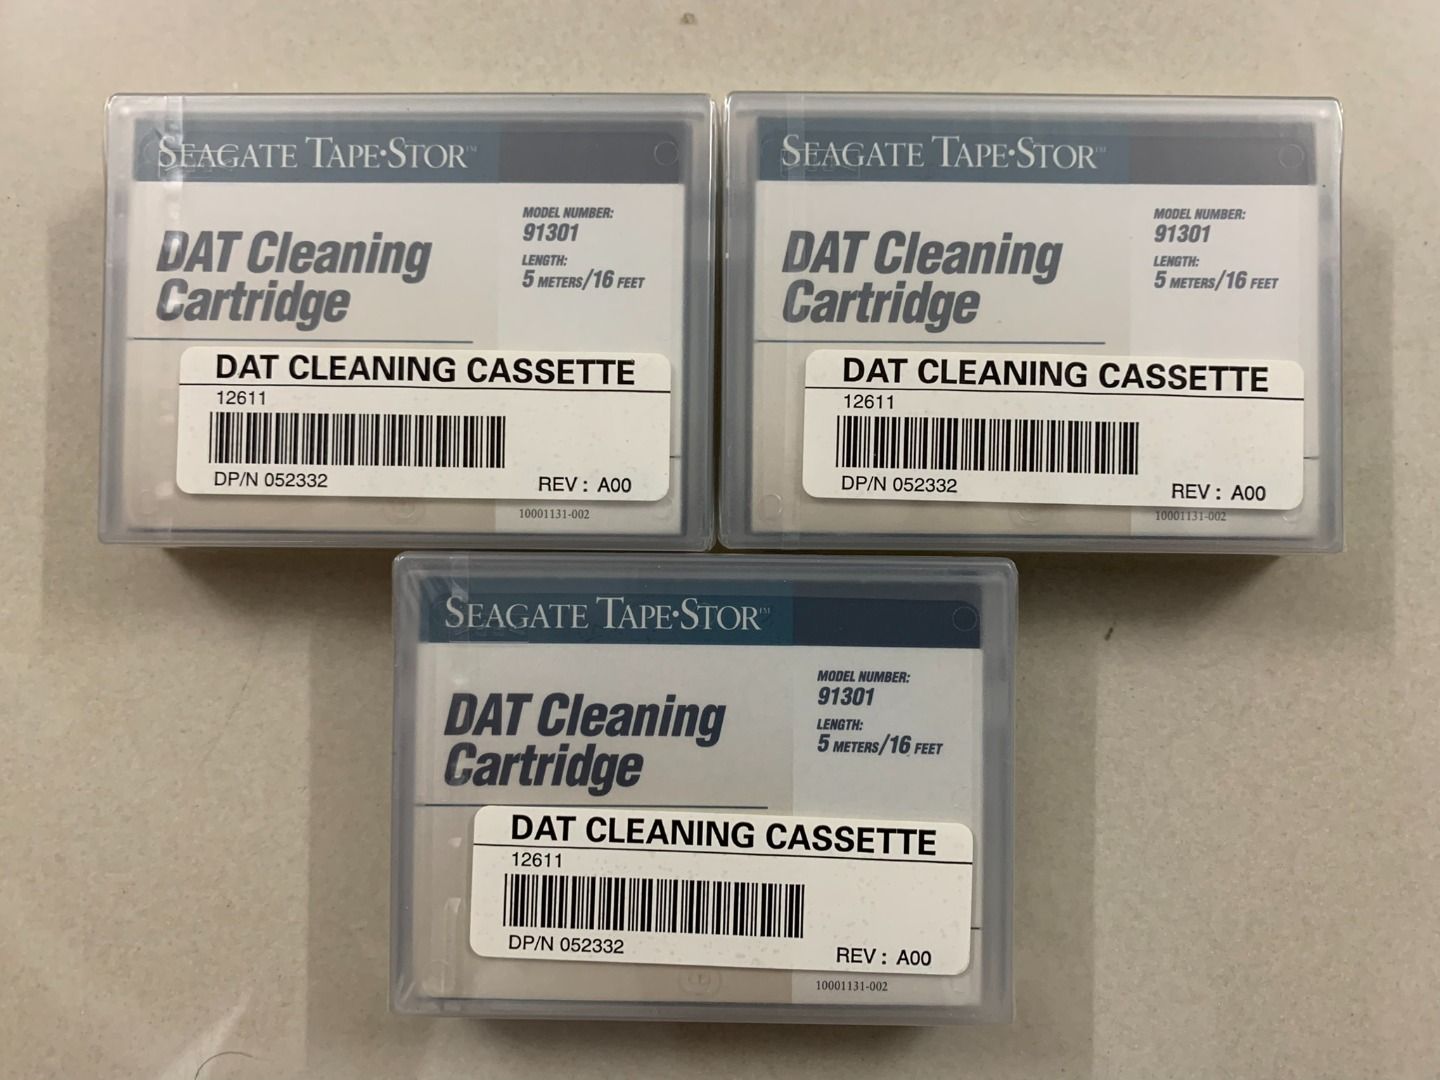 SEAGATE TAPE•STOR™
DAT Cleaning
Cartridge
MODEL NUMBER:
91301
LENGTH:
5 METERS/16 FEET
DAT CLEANING CASSETTE
12611
DP/N 052332
REV : A00
10001131-002
SEAGATE TAPE•STOR™
DAT Cleaning
Cartridge
MODEL NUMBER:
91301
LENGTH:
5 METERS/16 FEET
DAT CLEANING CASSETTE
12611
DP/N 052332
REV : A00
10001131-002
SEAGATE TAPE•STOR™
DAT Cleaning
Cartridge
MODEL NUMBER:
91301
LENGTH:
5 METERS/16 FEET
DAT CLEANING CASSETTE
12611
DP/N 052332
REV : A00
10001131-002